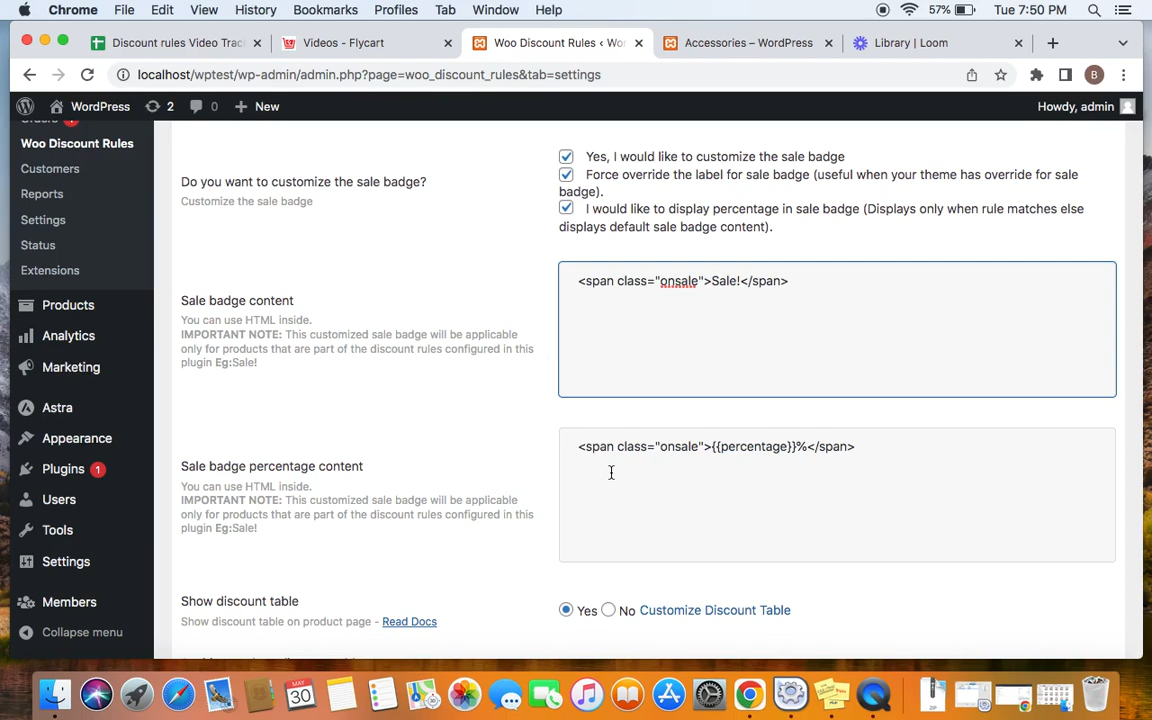 Chrome File Edit View History Bookmarks Profiles Tab Window Help 57% Tue 7:50 PM
Discount rules Video Trac Videos - Flycart Woo Discount Rules ‹ Wor Accessories – WordPress Library | Loom
localhost/wptest/wp-admin/admin.php?page=woo_discount_rules&tab=settings B
WordPress 2 0 New Howdy, admin
Orders
Woo Discount Rules
Customers
Reports
Settings
Status
Extensions
Products
Analytics
Marketing
Astra
Appearance
Plugins 1
Users
Tools
Settings
Members
Collapse menu
Do you want to customize the sale badge?
Customize the sale badge
Yes, I would like to customize the sale badge
Force override the label for sale badge (useful when your theme has override for sale
badge).
I would like to display percentage in sale badge (Displays only when rule matches else
displays default sale badge content).
Sale badge content
You can use HTML inside.
IMPORTANT NOTE: This customized sale badge will be applicable
only for products that are part of the discount rules configured in this
plugin Eg:Sale!
<span class="onsale">Sale!</span>
Sale badge percentage content
You can use HTML inside.
IMPORTANT NOTE: This customized sale badge will be applicable
only for products that are part of the discount rules configured in this
plugin Eg:Sale!
<span class="onsale">{{percentage}}%</span>
Show discount table
Show discount table on product page - Read Docs
Yes No Customize Discount Table
MAY
30
ZIP